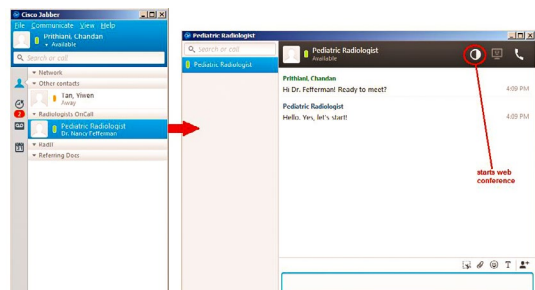 Cisco Jabber
File Communicate View Help
Prithiani, Chandan
Available
Search or call
Network
Other contacts
Tan, Yiwen
Away
Radiologists OnCall
2
Pediatric Radiologist
Dr. Nancy Fefferman
Kadii
Referring Docs
Pediatric Radiologist
Search or call
Pediatric Radiologist
Pediatric Radiologist
Available
Prithiani, Chandan
Hi Dr. Fefferman! Ready to meet?
4:09 PM
Pediatric Radiologist
Hello. Yes, let's start!
4:09 PM
starts web
conference
T